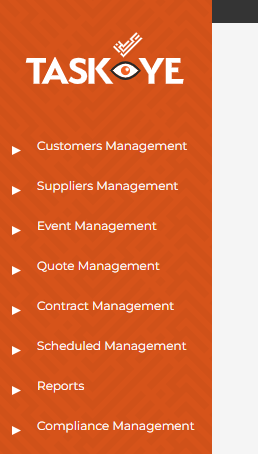 TASKEYE
Customers Management
Suppliers Management
Event Management
Quote Management
Contract Management
Scheduled Management
Reports
Compliance Management